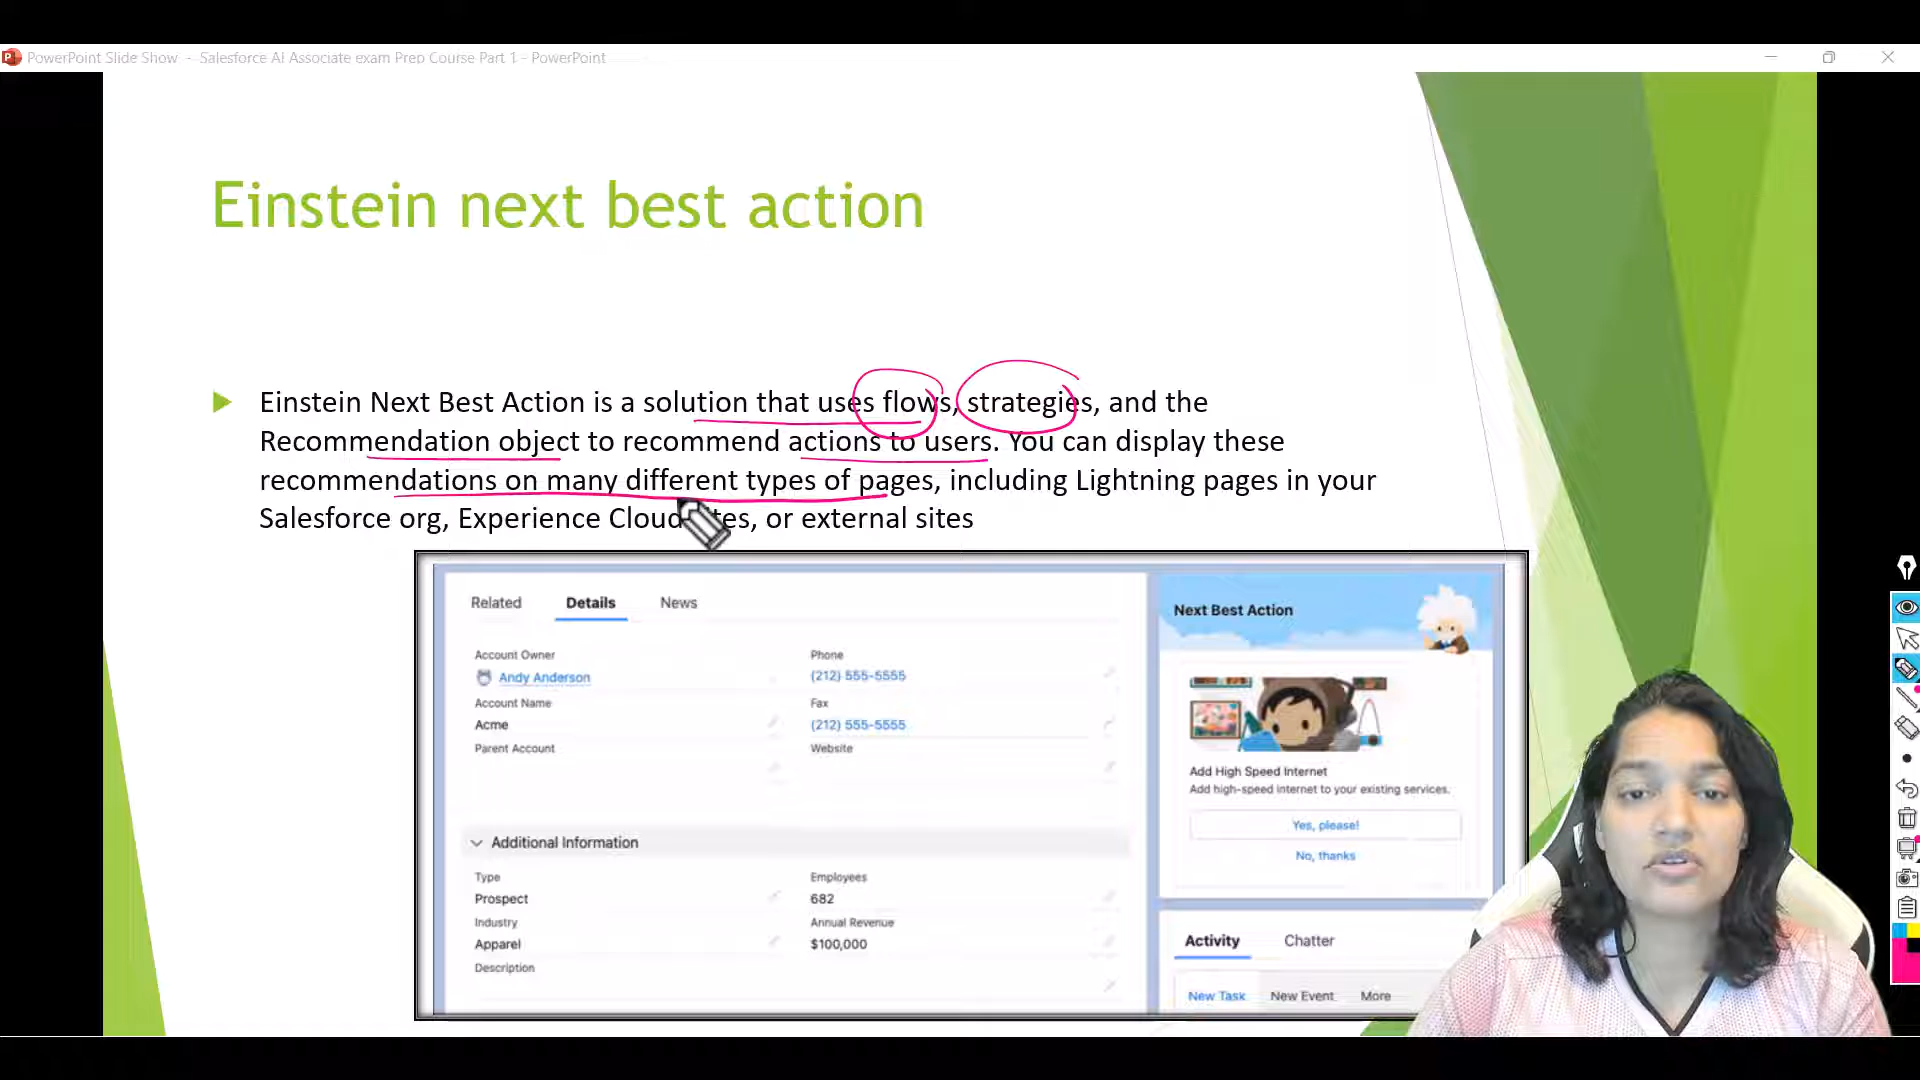 PowerPoint Slide Show - Salesforce AI Associate exam Prep Course Part 1 - PowerPoint
Einstein next best action
Einstein Next Best Action is a solution that uses flows, strategies, and the
Recommendation object to recommend actions to users. You can display these
recommendations on many different types of pages, including Lightning pages in your
Salesforce org, Experience Cloud sites, or external sites
Related Details News
Account Owner
Andy Anderson
Account Name
Acme
Parent Account
Phone
(212) 555-5555
Fax
(212) 555-5555
Website
Additional Information
Type
Prospect
Industry
Apparel
Description
Employees
682
Annual Revenue
$100,000
Next Best Action
Add High Speed Internet
Add high-speed internet to your existing services.
Yes, please!
No, thanks
Activity Chatter
New Task New Event More